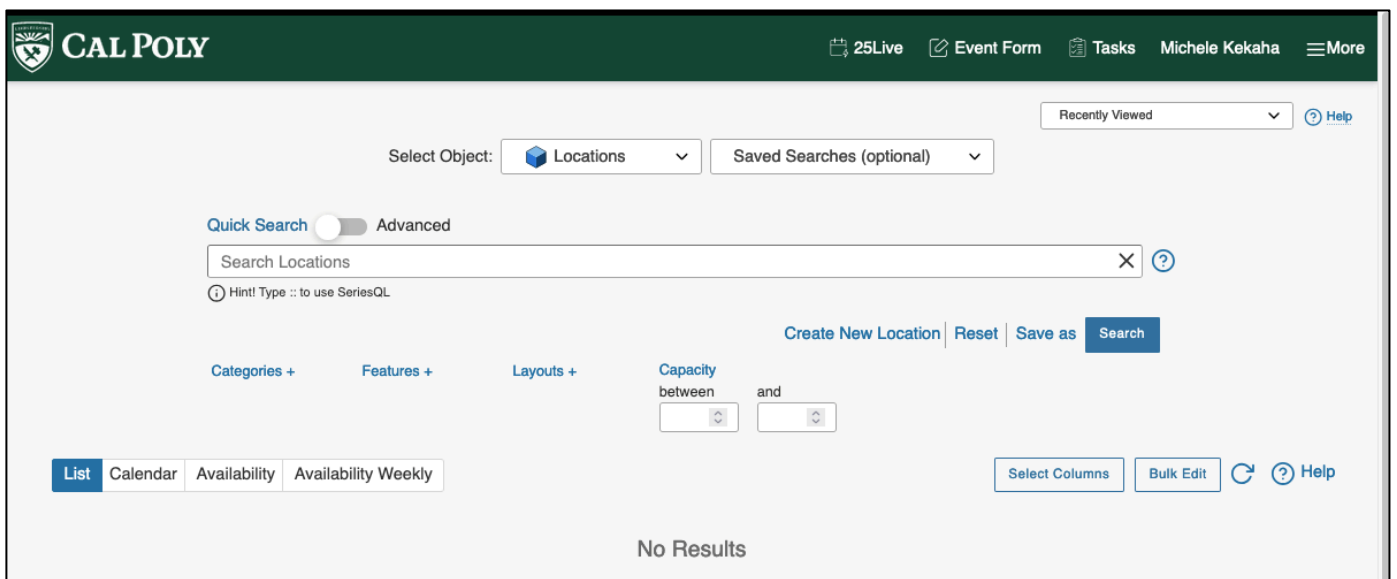 CAL POLY 25Live Event Form Tasks Michele Kekaha More
Recently Viewed Help
Select Object: Locations Saved Searches (optional)
Quick Search Advanced
Search Locations
Hint! Type :: to use SeriesQL
Create New Location Reset Save as Search
Categories + Features + Layouts + Capacity
between and
List Calendar Availability Availability Weekly Select Columns Bulk Edit Help
No Results